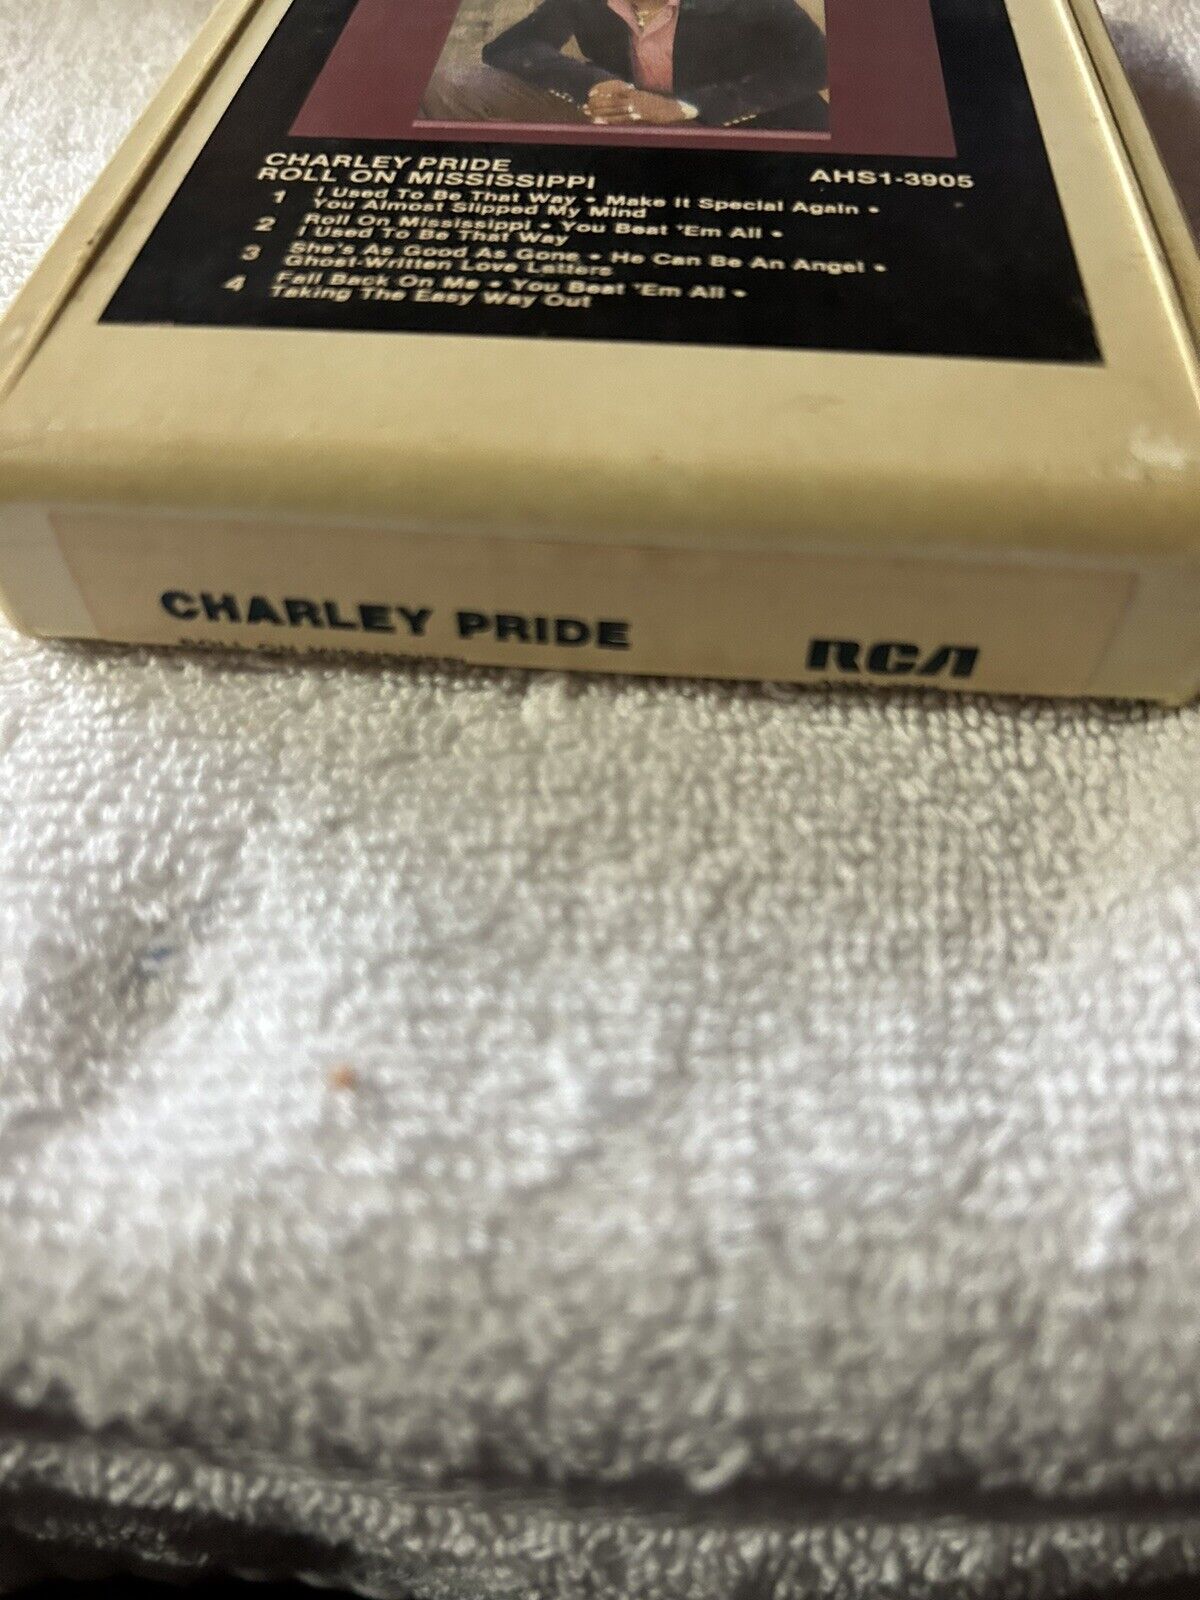 CHARLEY PRIDE
ROLL ON MISSISSIPPI
AHS1-3905
1 I Used To Be That Way • Make It Special Again •
You Almost Slipped My Mind
2 Roll On Mississippi • You Beat 'Em All •
I Used To Be That Way
3 She's As Good As Gone • He Can Be An Angel •
Ghost-Written Love Letters
4 Fall Back On Me • You Beat 'Em All •
Taking The Easy Way Out
CHARLEY PRIDE
ROLL ON MISSISSIPPI
RCA